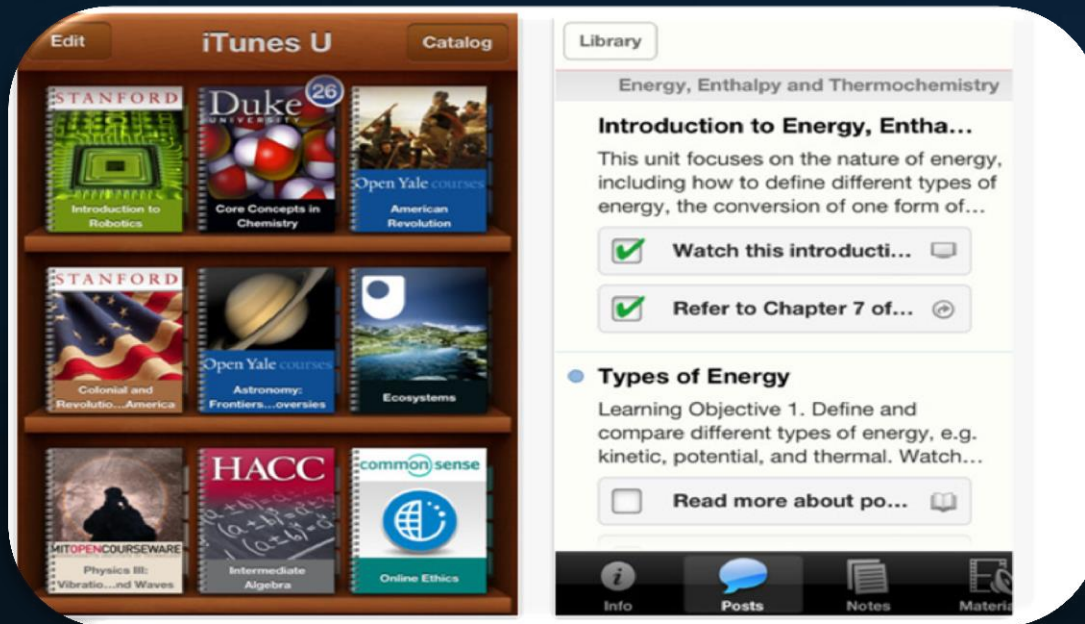 Edit
iTunes U
Catalog
STANFORD
Introduction to
Robotics
Duke
UNIVERSITY
26
Core Concepts in
Chemistry
Open Yale courses
American
Revolution
STANFORD
Colonial and
Revolutio...America
Open Yale courses
Astronomy:
Frontiers...oversies
Ecosystems
MITOPENCOURSEWARE
Physics III:
Vibratio...nd Waves
HACC
Intermediate
Algebra
common sense
Online Ethics
Library
Energy, Enthalpy and Thermochemistry
Introduction to Energy, Entha...
This unit focuses on the nature of energy,
including how to define different types of
energy, the conversion of one form of...
Watch this introducti...
Refer to Chapter 7 of...
Types of Energy
Learning Objective 1. Define and
compare different types of energy, e.g.
kinetic, potential, and thermal. Watch...
Read more about po...
Info
Posts
Notes
Materia